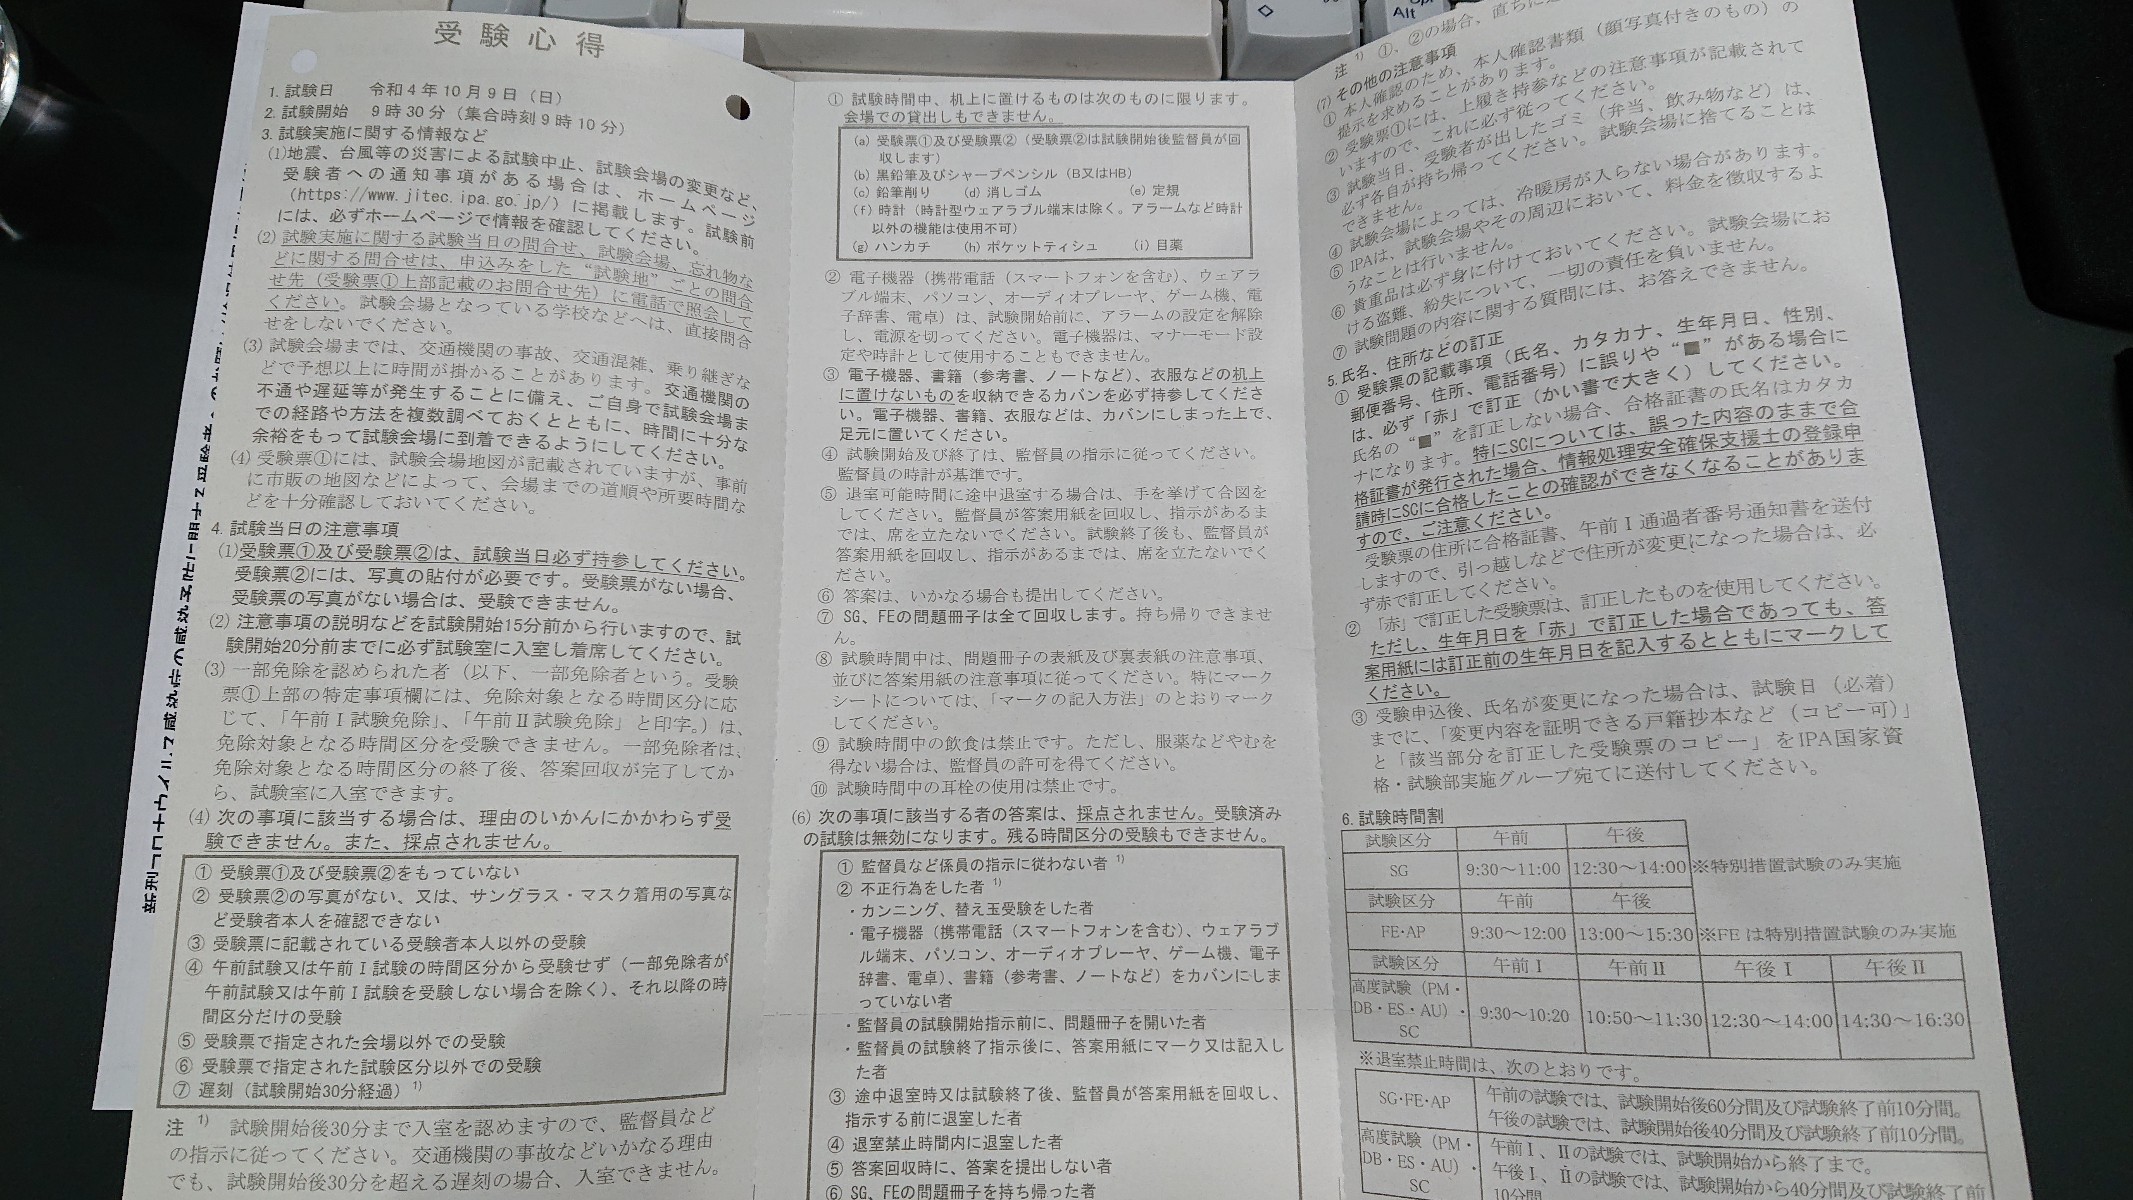 受験心得
1. 試験日　令和4年10月9日（日）
2. 試験開始　9時30分（集合時刻9時10分）
3. 試験実施に関する情報など
(1)地震、台風等の災害による試験中止、試験会場の変更など、
受験者への通知事項がある場合は、ホームページ
（https://www.jitec.ipa.go.jp/）に掲載します。試験前
には、必ずホームページで情報を確認してください。
(2) 試験実施に関する試験当日の問合せ、試験会場、忘れ物な
どに関する問合せは、申込みをした“試験地”ごとの問合
せ先（受験票①上部記載のお問合せ先）に電話で照会して
ください。試験会場となっている学校などへは、直接問合
せをしないでください。
(3) 試験会場までは、交通機関の事故、交通混雑、乗り継ぎな
どで予想以上に時間が掛かることがあります。交通機関の
不通や遅延等が発生することに備え、ご自身で試験会場ま
での経路や方法を複数調べておくとともに、時間に十分な
余裕をもって試験会場に到着できるようにしてください。
(4) 受験票①には、試験会場地図が記載されていますが、事前
に市販の地図などによって、会場までの道順や所要時間な
どを十分確認しておいてください。
4. 試験当日の注意事項
(1)受験票①及び受験票②は、試験当日必ず持参してください。
受験票②には、写真の貼付が必要です。受験票がない場合、
受験票の写真がない場合は、受験できません。
(2) 注意事項の説明などを試験開始15分前から行いますので、試
験開始20分前までに必ず試験室に入室し着席してください。
(3) 一部免除を認められた者（以下、一部免除者という。受験
票①上部の特定事項欄には、免除対象となる時間区分に応
じて、「午前Ⅰ試験免除」、「午前Ⅱ試験免除」と印字。）は、
免除対象となる時間区分を受験できません。一部免除者は、
免除対象となる時間区分の終了後、答案回収が完了してか
ら、試験室に入室できます。
(4) 次の事項に該当する場合は、理由のいかんにかかわらず受
験できません。また、採点されません。
① 受験票①及び受験票②をもっていない
② 受験票②の写真がない、又は、サングラス・マスク着用の写真な
ど受験者本人を確認できない
③ 受験票に記載されている受験者本人以外の受験
④ 午前試験又は午前Ⅰ試験の時間区分から受験せず（一部免除者が
午前試験又は午前Ⅰ試験を受験しない場合を除く）、それ以降の時
間区分だけの受験
⑤ 受験票で指定された会場以外での受験
⑥ 受験票で指定された試験区分以外での受験
⑦ 遅刻（試験開始30分経過）1)
注 1)　試験開始後30分まで入室を認めますので、監督員など
の指示に従ってください。交通機関の事故などいかなる理由
でも、試験開始後30分を超える遅刻の場合、入室できません。
① 試験時間中、机上に置けるものは次のものに限ります。
会場での貸出しもできません。
(a) 受験票①及び受験票②（受験票②は試験開始後監督員が回
収します）
(b) 黒鉛筆及びシャープペンシル（B又はHB）
(c) 鉛筆削り　(d) 消しゴム　(e) 定規
(f) 時計（時計型ウェアラブル端末は除く。アラームなど時計
以外の機能は使用不可）
(g) ハンカチ　(h) ポケットティシュ　(i) 目薬
② 電子機器（携帯電話（スマートフォンを含む）、ウェアラ
ブル端末、パソコン、オーディオプレーヤ、ゲーム機、電
子辞書、電卓）は、試験開始前に、アラームの設定を解除
し、電源を切ってください。電子機器は、マナーモード設
定や時計として使用することもできません。
③ 電子機器、書籍（参考書、ノートなど）、衣服などの机上
に置けないものを収納できるカバンを必ず持参してくださ
い。電子機器、書籍、衣服などは、カバンにしまった上で、
足元に置いてください。
④ 試験開始及び終了は、監督員の指示に従ってください。
監督員の時計が基準です。
⑤ 退室可能時間に途中退室する場合は、手を挙げて合図を
してください。監督員が答案用紙を回収し、指示があるま
では、席を立たないでください。試験終了後も、監督員が
答案用紙を回収し、指示があるまでは、席を立たないでく
ださい。
⑥ 答案は、いかなる場合も提出してください。
⑦ SG、FEの問題冊子は全て回収します。持ち帰りできませ
ん。
⑧ 試験時間中は、問題冊子の表紙及び裏表紙の注意事項、
並びに答案用紙の注意事項に従ってください。特にマーク
シートについては、「マークの記入方法」のとおりマーク
してください。
⑨ 試験時間中の飲食は禁止です。ただし、服薬などやむを
得ない場合は、監督員の許可を得てください。
⑩ 試験時間中の耳栓の使用は禁止です。
(6) 次の事項に該当する者の答案は、採点されません。受験済み
の試験は無効になります。残る時間区分の受験もできません。
① 監督員など係員の指示に従わない者 1)
② 不正行為をした者 1)
・カンニング、替え玉受験をした者
・電子機器（携帯電話（スマートフォンを含む）、ウェアラブ
ル端末、パソコン、オーディオプレーヤ、ゲーム機、電子
辞書、電卓）、書籍（参考書、ノートなど）をカバンにしま
っていない者
・監督員の試験開始指示前に、問題冊子を開いた者
・監督員の試験終了指示後に、答案用紙にマーク又は記入し
た者
③ 途中退室時又は試験終了後、監督員が答案用紙を回収し、
指示する前に退室した者
④ 退室禁止時間内に退室した者
⑤ 答案回収時に、答案を提出しない者
⑥ SG、FEの問題冊子を持ち帰った者
注 1) ①、②の場合、直ちに
(7) その他の注意事項
① 本人確認のため、本人確認書類（顔写真付きのもの）の
提示を求めることがあります。
② 受験票①には、上履き持参などの注意事項が記載されて
いますので、これに必ず従ってください。
③ 試験当日、受験者が出したゴミ（弁当、飲み物など）は、
必ず各自が持ち帰ってください。試験会場に捨てることは
できません。
④ 試験会場によっては、冷暖房が入らない場合があります。
⑤ IPAは、試験会場やその周辺において、料金を徴収するよ
うなことは行いません。
⑥ 貴重品は必ず身に付けておいてください。試験会場にお
ける盗難、紛失について、一切の責任を負いません。
⑦ 試験問題の内容に関する質問には、お答えできません。
5. 氏名、住所などの訂正
① 受験票の記載事項（氏名、カタカナ、生年月日、性別、
郵便番号、住所、電話番号）に誤りや“■”がある場合に
は、必ず「赤」で訂正（かい書で大きく）してください。
氏名の“■”を訂正しない場合、合格証書の氏名はカタカ
ナになります。特にSCについては、誤った内容のままで合
格証書が発行された場合、情報処理安全確保支援士の登録申
請時にSCに合格したことの確認ができなくなることがありま
すので、ご注意ください。
受験票の住所に合格証書、午前Ⅰ通過者番号通知書を送付
しますので、引っ越しなどで住所が変更になった場合は、必
ず赤で訂正してください。
② 「赤」で訂正した受験票は、訂正したものを使用してください。
ただし、生年月日を「赤」で訂正した場合であっても、答
案用紙には訂正前の生年月日を記入するとともにマークして
ください。
③ 受験申込後、氏名が変更になった場合は、試験日（必着）
までに、「変更内容を証明できる戸籍抄本など（コピー可）」
と「該当部分を訂正した受験票のコピー」をIPA国家資
格・試験部実施グループ宛てに送付してください。
6. 試験時間割
試験区分　午前　午後
SG　9:30～11:00　12:30～14:00　※特別措置試験のみ実施
試験区分　午前　午後
FE・AP　9:30～12:00　13:00～15:30　※FEは特別措置試験のみ実施
試験区分　午前Ⅰ　午前Ⅱ　午後Ⅰ　午後Ⅱ
高度試験（PM・
DB・ES・AU）・
SC
9:30～10:20　10:50～11:30　12:30～14:00　14:30～16:30
※退室禁止時間は、次のとおりです。
SG・FE・AP
午前の試験では、試験開始後60分間及び試験終了前10分間。
午後の試験では、試験開始後40分間及び試験終了前10分間。
高度試験（PM・
DB・ES・AU）・
SC
午前Ⅰ、Ⅱの試験では、試験開始から終了まで。
午後Ⅰ、Ⅱの試験では、試験開始から40分間及び試験終了前
10分間
Alt